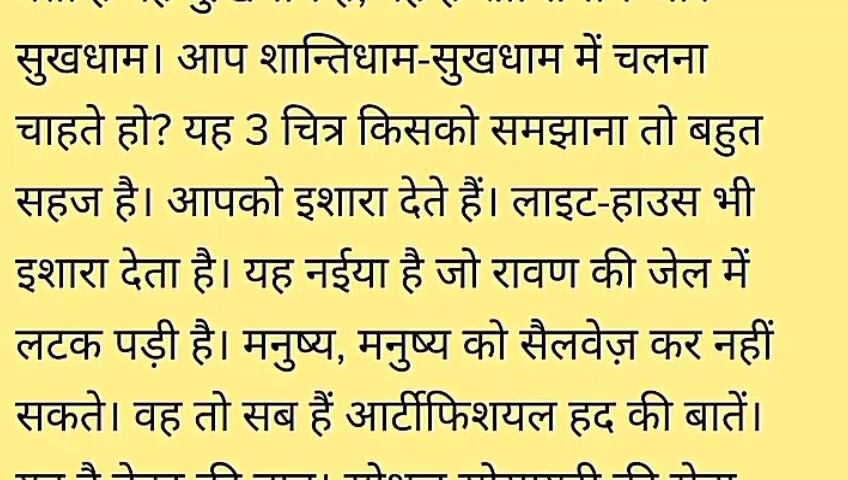 सुखधाम। आप शान्तिधाम-सुखधाम में चलना
चाहते हो? यह 3 चित्र किसको समझाना तो बहुत
सहज है। आपको इशारा देते हैं। लाइट-हाउस भी
इशारा देता है। यह नईया है जो रावण की जेल में
लटक पड़ी है। मनुष्य, मनुष्य को सैलवेज़ कर नहीं
सकते। वह तो सब हैं आर्टीफिशयल हद की बातें।